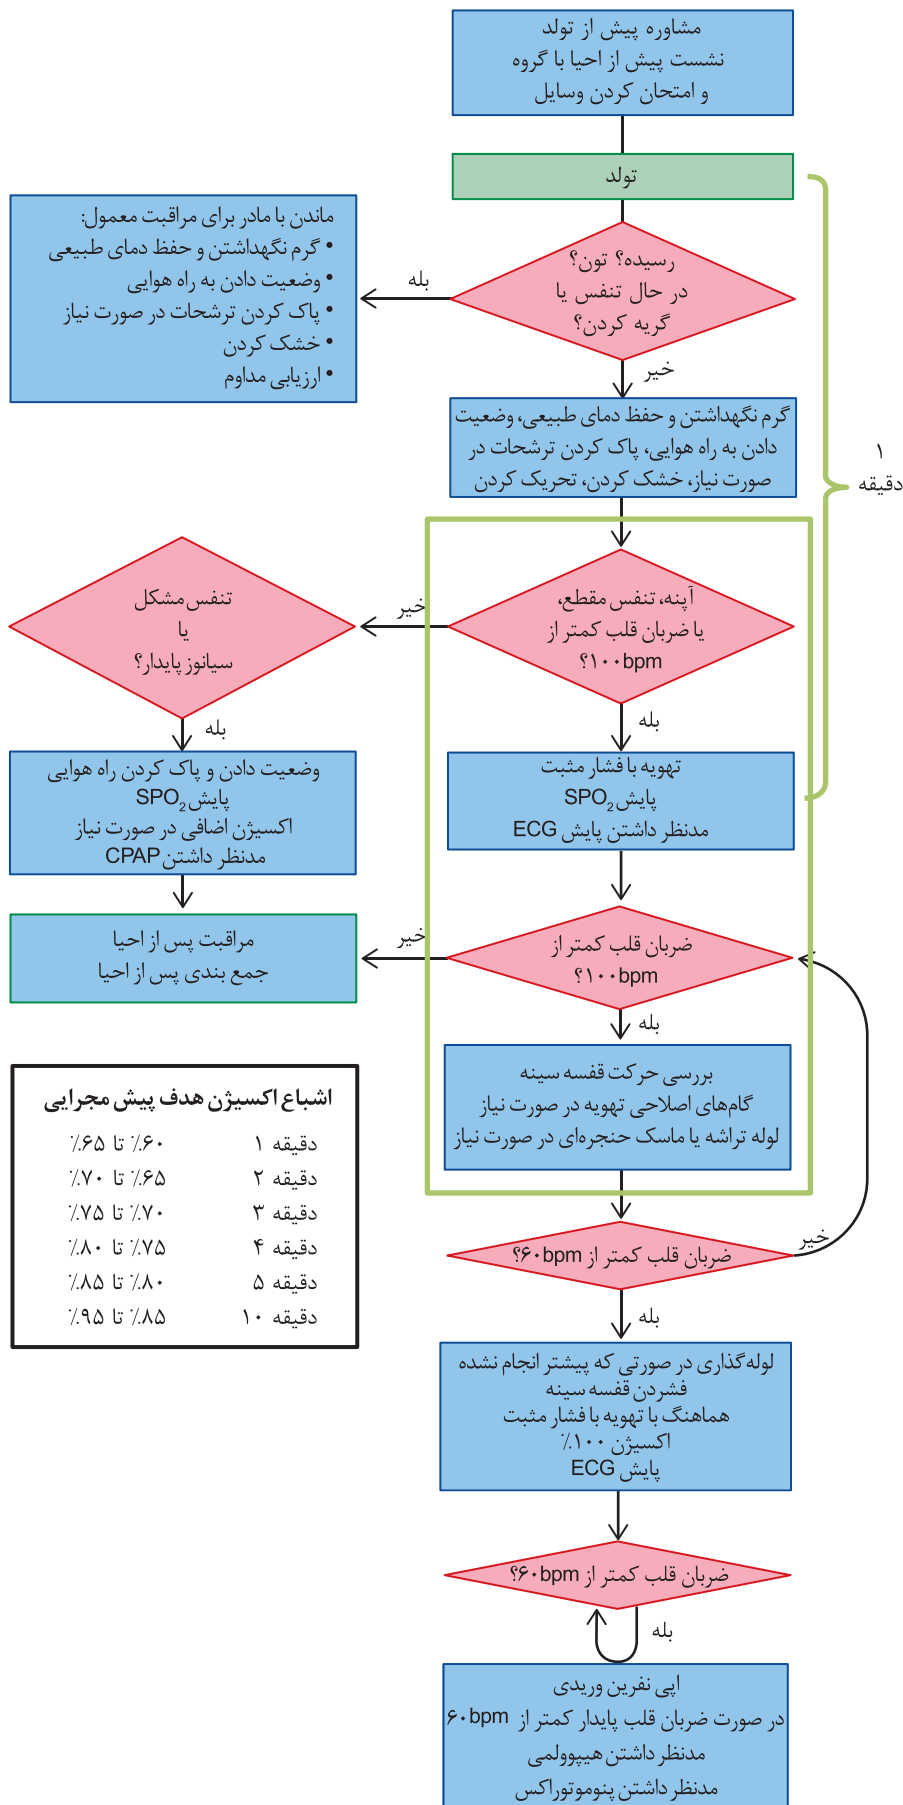 مشاوره پیش از تولد
نشست پیش از احیا با گروه
و امتحان کردن وسایل
تولد
رسیده؟ تون؟
در حال تنفس یا
گریه کردن؟
بله
ماندن با مادر برای مراقبت معمول:
• گرم نگهداشتن و حفظ دمای طبیعی
• وضعیت دادن به راه هوایی
• پاک کردن ترشحات در صورت نیاز
• خشک کردن
• ارزیابی مداوم
خیر
گرم نگهداشتن و حفظ دمای طبیعی، وضعیت
دادن به راه هوایی، پاک کردن ترشحات در
صورت نیاز، خشک کردن، تحریک کردن
۱
دقیقه
آپنه، تنفس مقطع،
یا ضربان قلب کمتر از
۱۰۰bpm؟
خیر
تنفس مشکل
یا
سیانوز پایدار؟
بله
بله
تهویه با فشار مثبت
پایش SPO₂
مدنظر داشتن پایش ECG
وضعیت دادن و پاک کردن راه هوایی
پایش SPO₂
اکسیژن اضافی در صورت نیاز
مدنظر داشتن CPAP
ضربان قلب کمتر از
۱۰۰bpm؟
خیر
مراقبت پس از احیا
جمع بندی پس از احیا
بله
بررسی حرکت قفسه سینه
گام‌های اصلاحی تهویه در صورت نیاز
لوله تراشه یا ماسک حنجره‌ای در صورت نیاز
اشباع اکسیژن هدف پیش مجرایی
دقیقه ۱ ۶۰٪ تا ۶۵٪
دقیقه ۲ ۶۵٪ تا ۷۰٪
دقیقه ۳ ۷۰٪ تا ۷۵٪
دقیقه ۴ ۷۵٪ تا ۸۰٪
دقیقه ۵ ۸۰٪ تا ۸۵٪
دقیقه ۱۰ ۸۵٪ تا ۹۵٪
ضربان قلب کمتر از ۶۰bpm؟
خیر
بله
لوله‌گذاری در صورتی که پیشتر انجام نشده
فشردن قفسه سینه
هماهنگ با تهویه با فشار مثبت
اکسیژن ۱۰۰٪
پایش ECG
ضربان قلب کمتر از ۶۰bpm؟
بله
اپی نفرین وریدی
در صورت ضربان قلب پایدار کمتر از ۶۰bpm
مدنظر داشتن هیپوولمی
مدنظر داشتن پنوموتوراکس